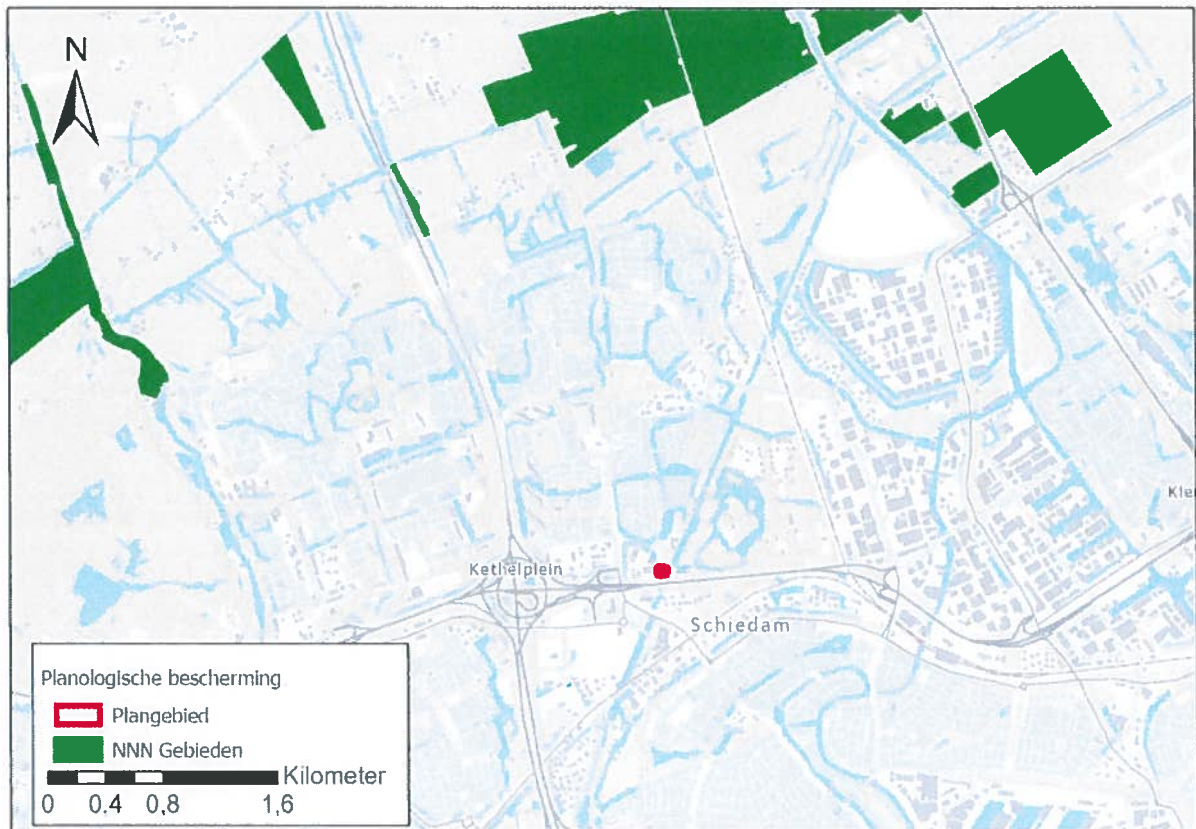 N
Kethelplein
Schiedam
Planologische bescherming
Plangebied
NNN Gebieden
Kilometer
0 0,4 0,8 1,6